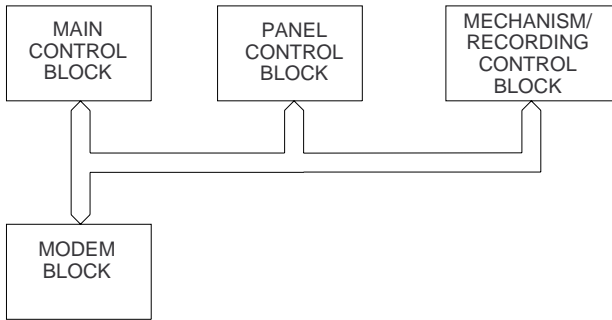 MAIN
CONTROL
BLOCK
PANEL
CONTROL
BLOCK
MECHANISM/
RECORDING
CONTROL
BLOCK
MODEM
BLOCK